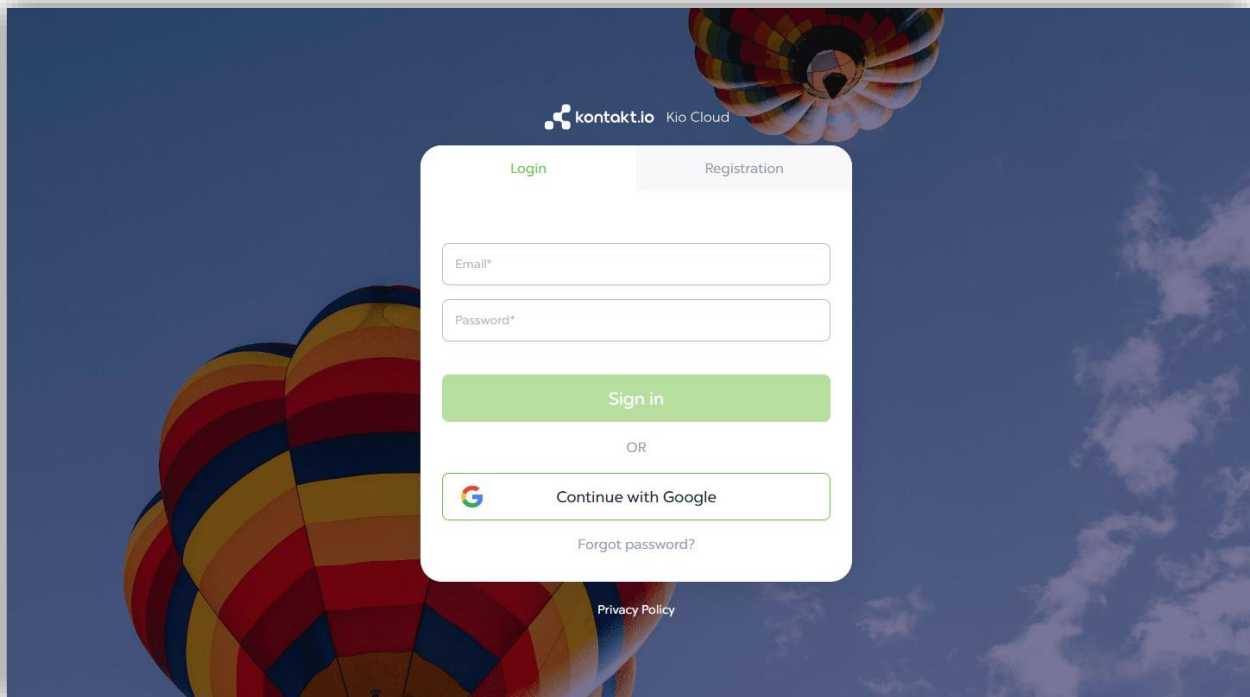 kontakt.io Kio Cloud
Login Registration
Email*
Password*
Sign in
OR
Continue with Google
Forgot password?
Privacy Policy